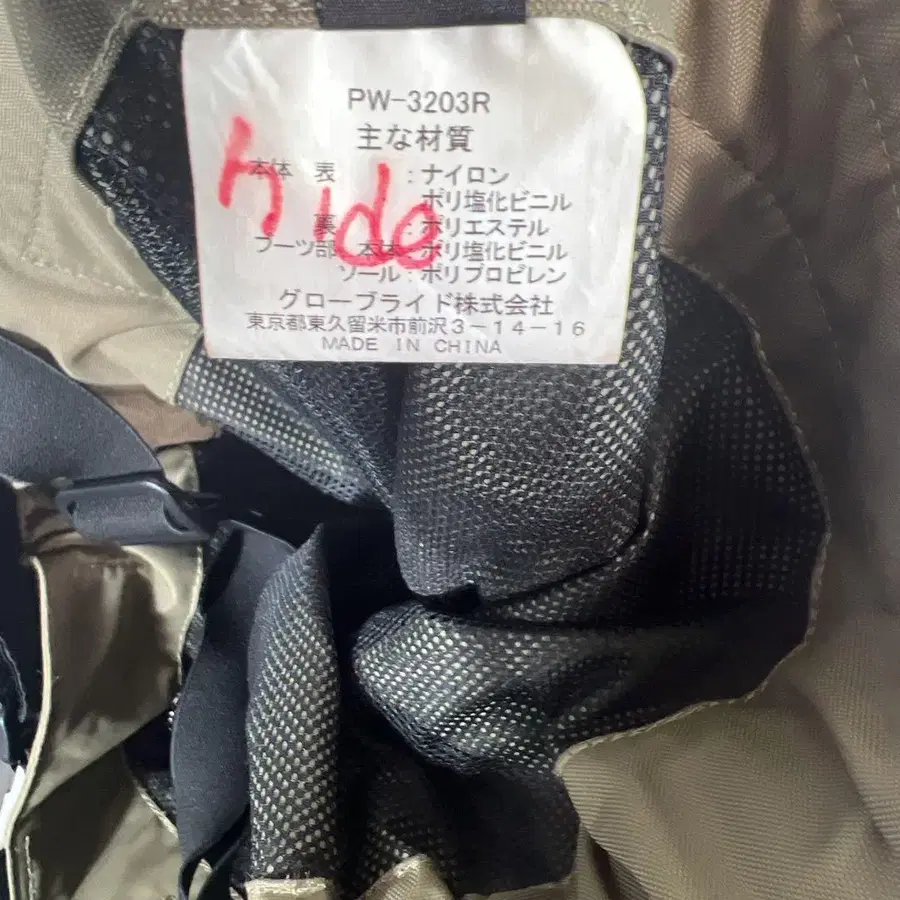 PW-3203R
主な材質
本体 表 : ナイロン
ポリ塩化ビニル
裏 : ポリエステル
ブーツ部 本体 : ポリ塩化ビニル
ソール : ポリプロピレン
グローブライド株式会社
東京都東久留米市前沢3-14-16
MADE IN CHINA